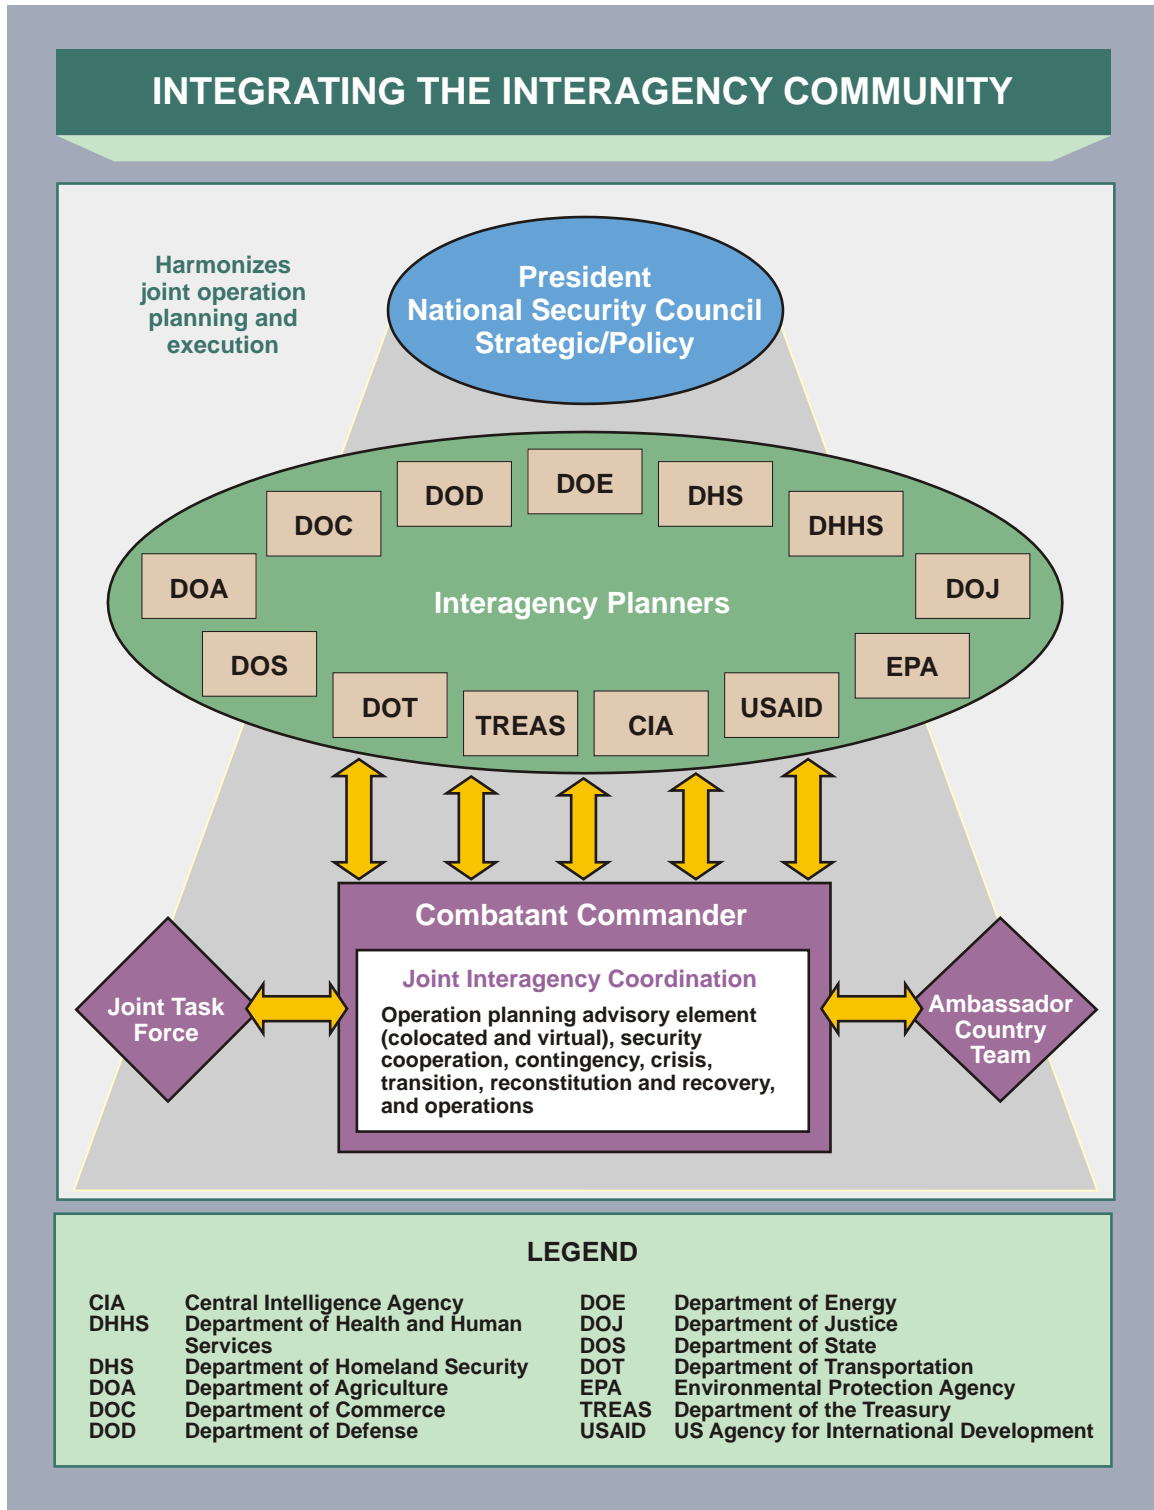 INTEGRATING THE INTERAGENCY COMMUNITY
Harmonizes
joint operation
planning and
execution
President
National Security Council
Strategic/Policy
DOE
DOD
DHS
DOC
DHHS
DOA
DOJ
Interagency Planners
DOS
EPA
DOT
USAID
TREAS
CIA
Combatant Commander
Joint Interagency Coordination
Operation planning advisory element
(colocated and virtual), security
cooperation, contingency, crisis,
transition, reconstitution and recovery,
and operations
Joint Task
Force
Ambassador
Country
Team
LEGEND
CIA Central Intelligence Agency
DHHS Department of Health and Human
Services
DHS Department of Homeland Security
DOA Department of Agriculture
DOC Department of Commerce
DOD Department of Defense
DOE Department of Energy
DOJ Department of Justice
DOS Department of State
DOT Department of Transportation
EPA Environmental Protection Agency
TREAS Department of the Treasury
USAID US Agency for International Development